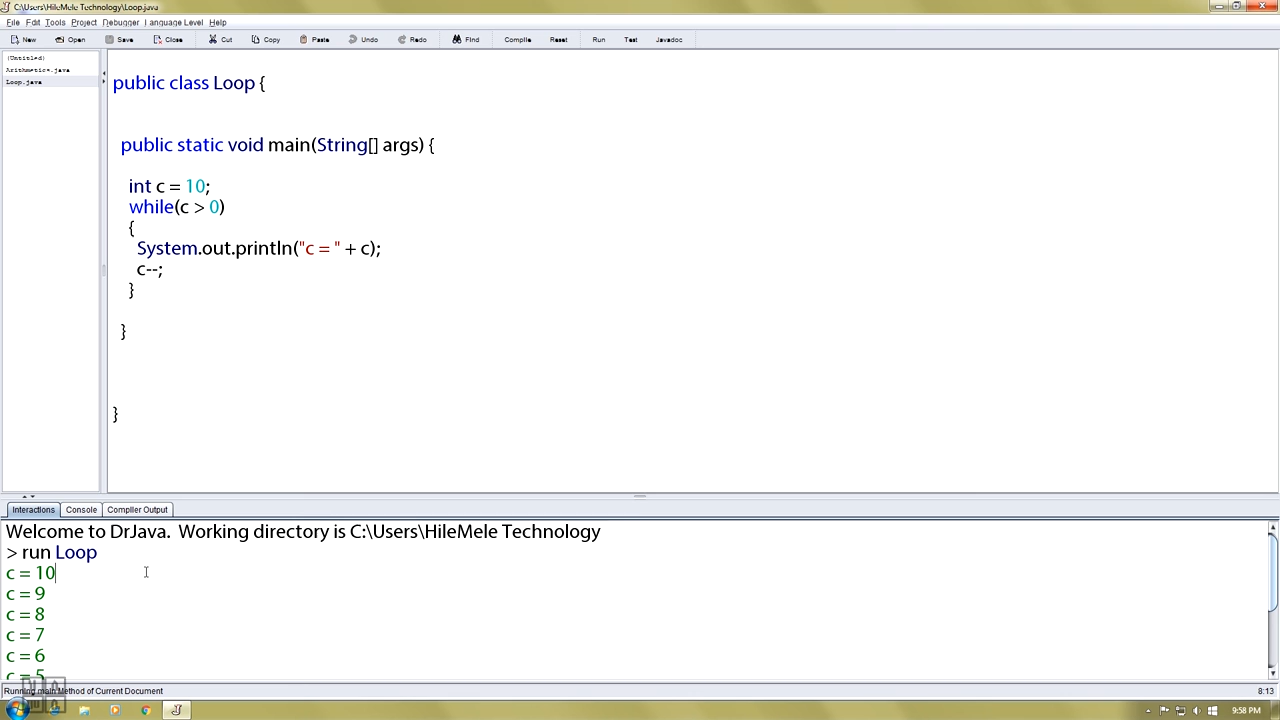 C:\Users\HileMele Technology\Loop.java
File Edit Tools Project Debugger Language Level Help
New Open Save Close Cut Copy Paste Undo Redo Find Compile Reset Run Test Javadoc
(Untitled)
Arithmetics.java
Loop.java
public class Loop {
public static void main(String[] args) {
int c = 10;
while(c > 0)
{
System.out.println("c = " + c);
c--;
}
}
}
Interactions Console Compiler Output
Welcome to DrJava.  Working directory is C:\Users\HileMele Technology
> run Loop
c = 10
c = 9
c = 8
c = 7
c = 6
c = 5
Running main Method of Current Document
8:13
9:58 PM